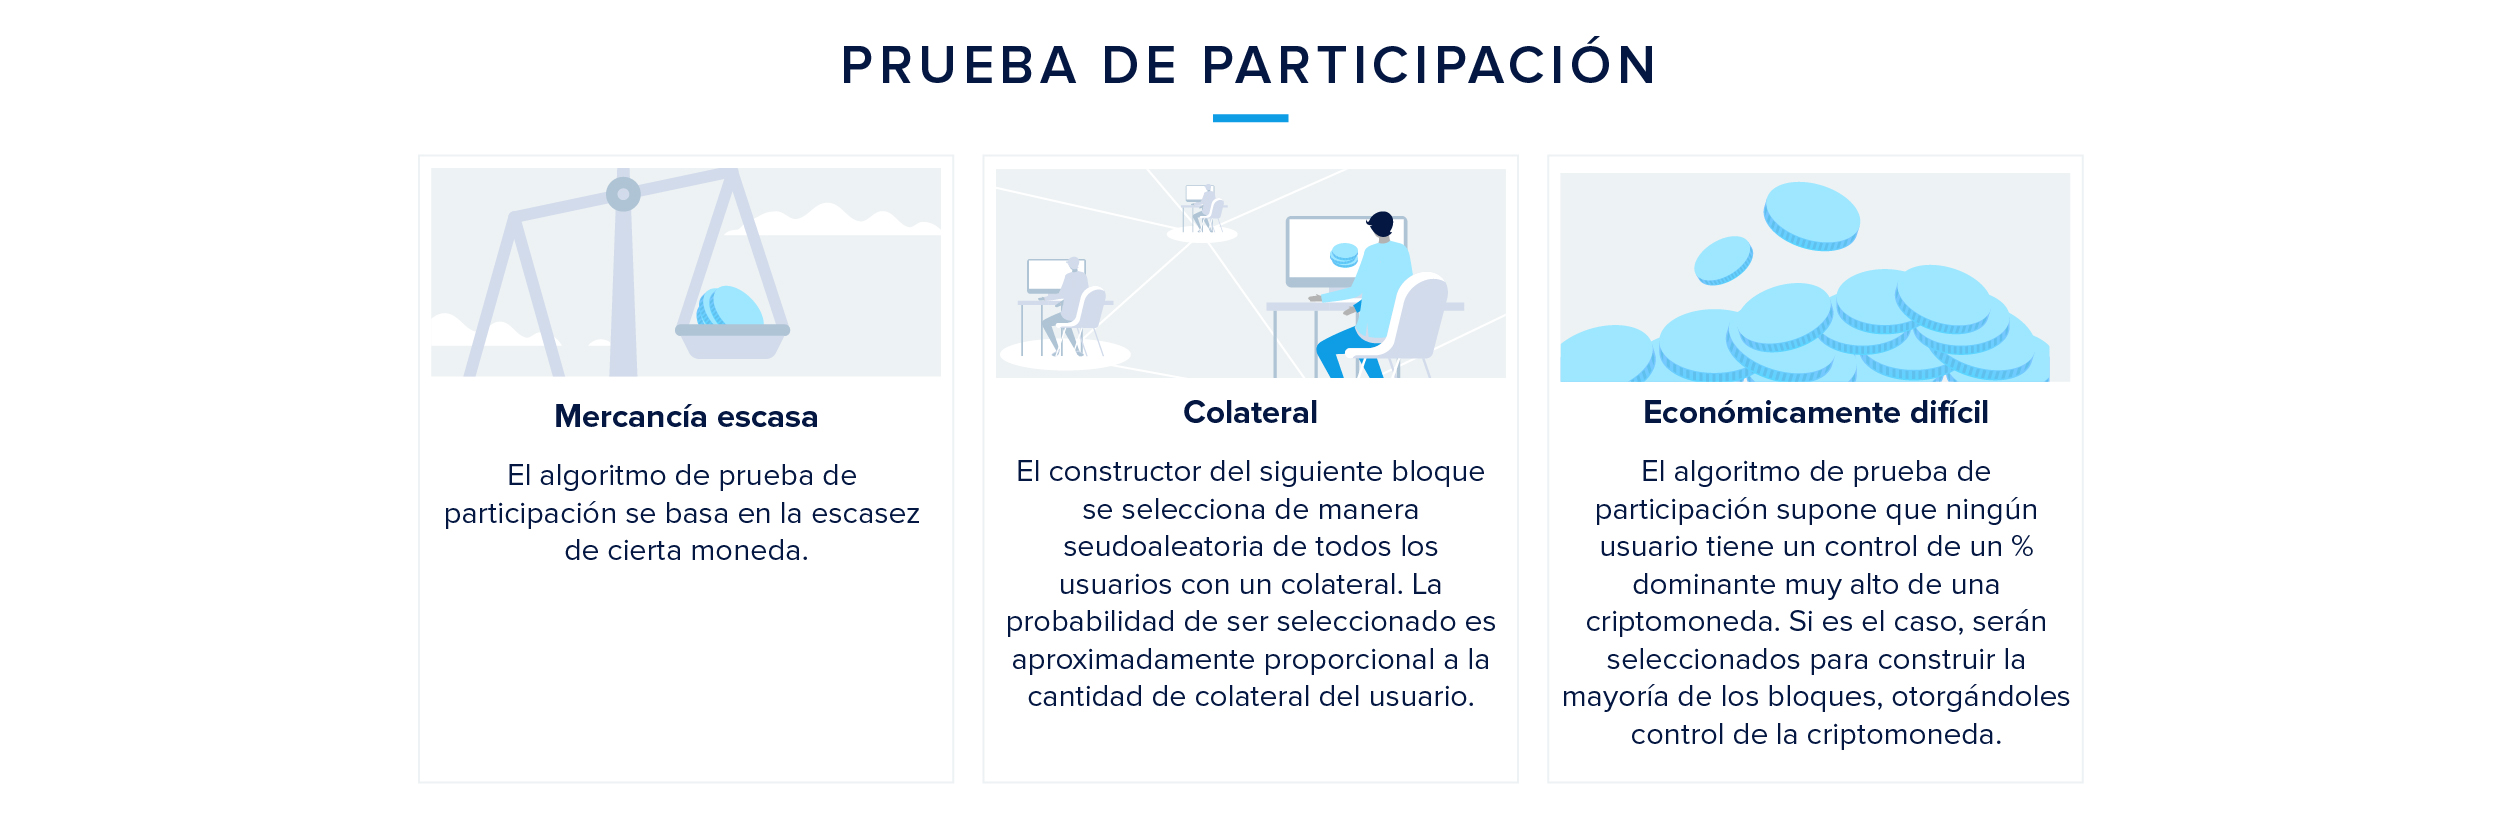 PRUEBA DE PARTICIPACIÓN
Mercancía escasa
El algoritmo de prueba de
participación se basa en la escasez
de cierta moneda.
Colateral
El constructor del siguiente bloque
se selecciona de manera
seudoaleatoria de todos los
usuarios con un colateral. La
probabilidad de ser seleccionado es
aproximadamente proporcional a la
cantidad de colateral del usuario.
Económicamente difícil
El algoritmo de prueba de
participación supone que ningún
usuario tiene un control de un %
dominante muy alto de una
criptomoneda. Si es el caso, serán
seleccionados para construir la
mayoría de los bloques, otorgándoles
control de la criptomoneda.